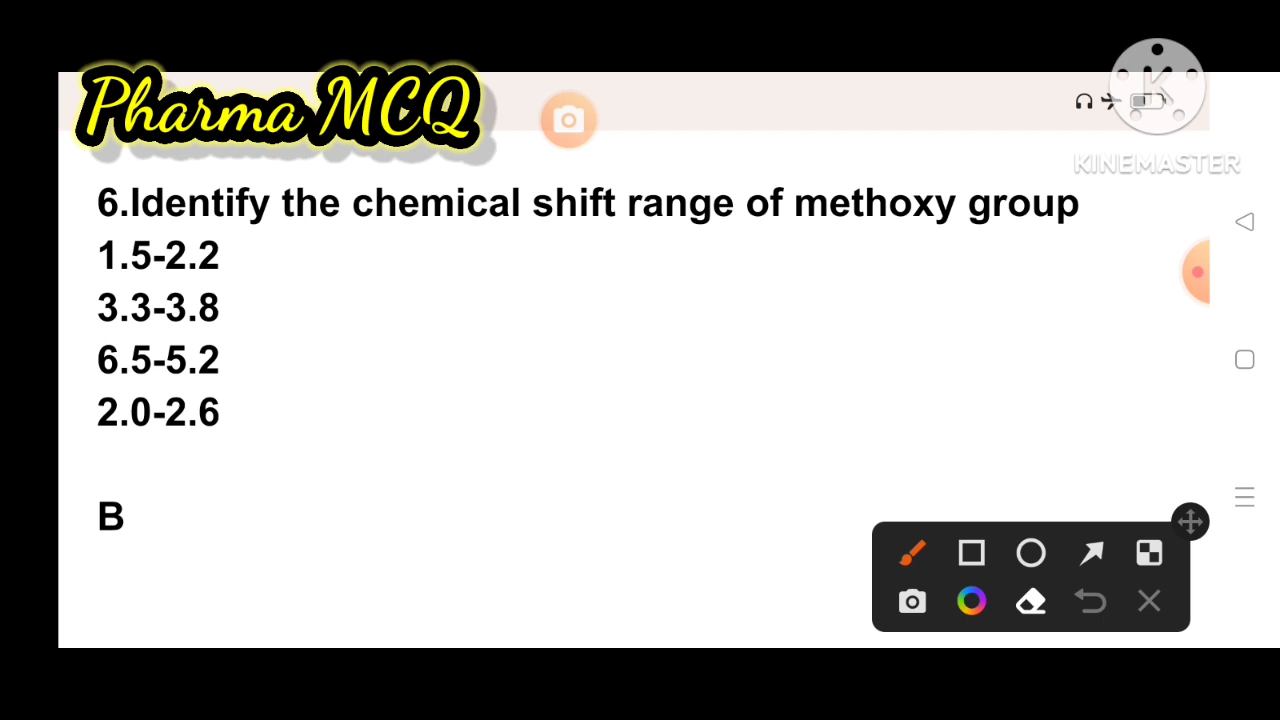 Pharma MCQ
KINEMASTER
6.Identify the chemical shift range of methoxy group
1.5-2.2
3.3-3.8
6.5-5.2
2.0-2.6
B